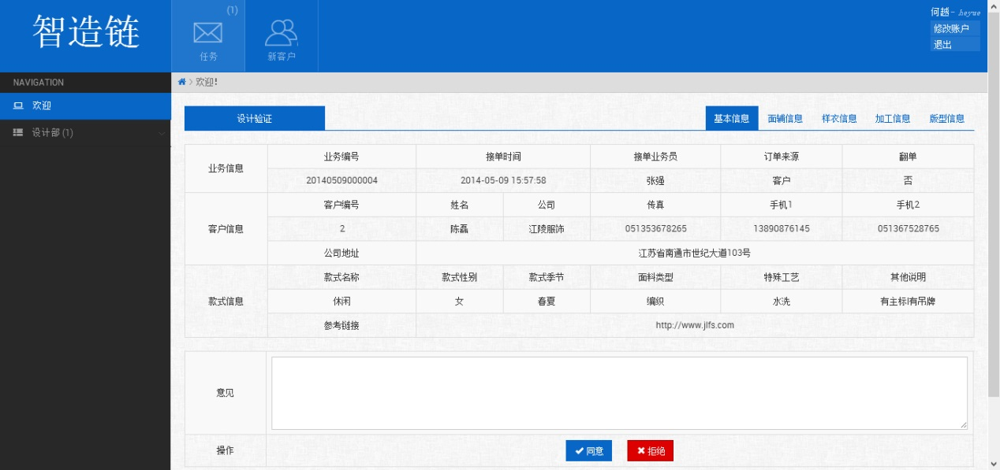 智造链
(1)
任务
新客户
何越 - heyue
修改账户
退出
NAVIGATION
欢迎
设计部 (1)
欢迎!
设计验证
基本信息 面辅信息 样衣信息 加工信息 版型信息
业务信息
业务编号 接单时间 接单业务员 订单来源 翻单
20140509000004 2014-05-09 15:57:58 张强 客户 否
客户信息
客户编号 姓名 公司 传真 手机1 手机2
2 陈磊 江陵服饰 051353678265 13890876145 051367528765
公司地址 江苏省南通市世纪大道103号
款式信息
款式名称 款式性别 款式季节 面料类型 特殊工艺 其他说明
休闲 女 春夏 编织 水洗 有主标|有吊牌
参考链接 http://www.jlfs.com
意见
操作 同意 拒绝